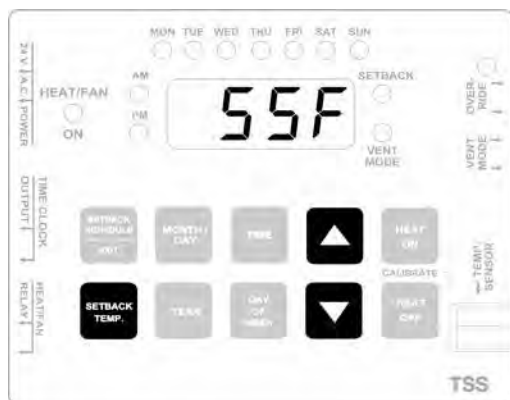 MON TUE WED THU FRI SAT SUN
24 V
A.C.
POWER
HEAT/FAN
ON
AM
PM
55F
SETBACK
VENT
MODE
OVER-
RIDE
VENT
MODE
TIME CLOCK
OUTPUT
SETBACK
SCHEDULE
EXIT
MONTH /
DAY
TIME
HEAT
ON
CALIBRATE
TEMP.
SENSOR
HEAT/FAN
RELAY
SETBACK
TEMP.
YEAR
DAY
OF
WEEK
HEAT
OFF
TSS